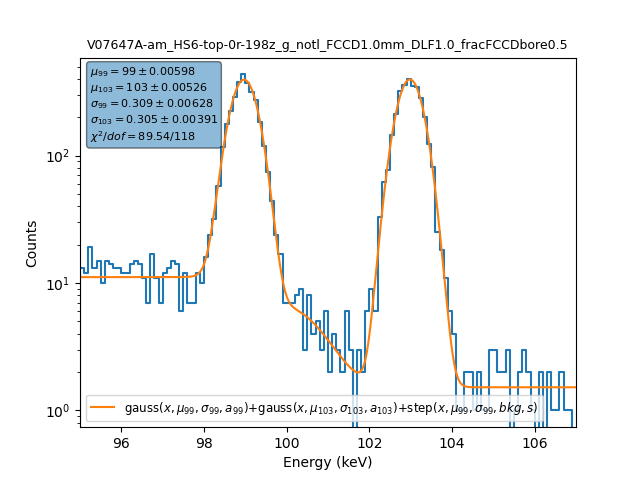 V07647A-am_HS6-top-0r-198z_g_notl_FCCD1.0mm_DLF1.0_fracFCCDbore0.5
μ₉₉ = 99 ± 0.00598
μ₁₀₃ = 103 ± 0.00526
σ₉₉ = 0.309 ± 0.00628
σ₁₀₃ = 0.305 ± 0.00391
χ²/dof = 89.54/118
Counts
10²
10¹
10⁰
gauss(x, μ₉₉, σ₉₉, a₉₉)+gauss(x, μ₁₀₃, σ₁₀₃, a₁₀₃)+step(x, μ₉₉, σ₉₉, bkg, s)
96 98 100 102 104 106
Energy (keV)